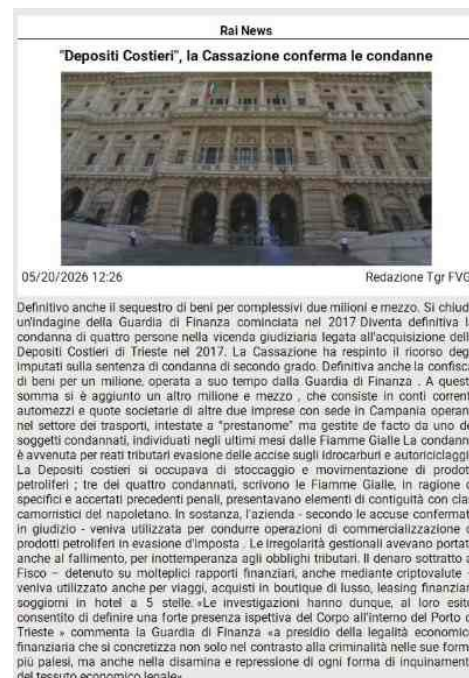 Rai News
"Depositi Costieri", la Cassazione conferma le condanne
05/20/2026 12:26
Redazione Tgr FVG
Definitivo anche il sequestro di beni per complessivi due milioni e mezzo. Si chiud
un'indagine della Guardia di Finanza cominciata nel 2017 Diventa definitiva l
condanna di quattro persone nella vicenda giudiziaria legata all'acquisizione dell
Depositi Costieri di Trieste nel 2017. La Cassazione ha respinto il ricorso deg
imputati sulla sentenza di condanna di secondo grado. Definitiva anche la confisc
di beni per un milione, operata a suo tempo dalla Guardia di Finanza . A quest
somma si è aggiunto un altro milione e mezzo , che consiste in conti corrent
automezzi e quote societarie di altre due imprese con sede in Campania operan
nel settore dei trasporti, intestate a "prestanome" ma gestite de facto da uno de
soggetti condannati, individuati negli ultimi mesi dalle Fiamme Gialle La condann
è avvenuta per reati tributari evasione delle accise sugli idrocarburi e autoriciclaggi
La Depositi costieri si occupava di stoccaggio e movimentazione di prodot
petroliferi ; tre dei quattro condannati, scrivono le Fiamme Gialle, in ragione d
specifici e accertati precedenti penali, presentavano elementi di contiguità con cla
camorristici del napoletano. In sostanza, l'azienda - secondo le accuse confermat
in giudizio - veniva utilizzata per condurre operazioni di commercializzazione d
prodotti petroliferi in evasione d'imposta . Le irregolarità gestionali avevano portat
anche al fallimento, per inottemperanza agli obblighi tributari. Il denaro sottratto a
Fisco – detenuto su molteplici rapporti finanziari, anche mediante criptovalute –
veniva utilizzato anche per viaggi, acquisti in boutique di lusso, leasing finanziar
soggiorni in hotel a 5 stelle. «Le investigazioni hanno dunque, al loro esito
consentito di definire una forte presenza ispettiva del Corpo all'interno del Porto d
Trieste » commenta la Guardia di Finanza «a presidio della legalità economico
finanziaria che si concretizza non solo nel contrasto alla criminalità nelle sue form
più palesi, ma anche nella disamina e repressione di ogni forma di inquinament
del tessuto economico legale».